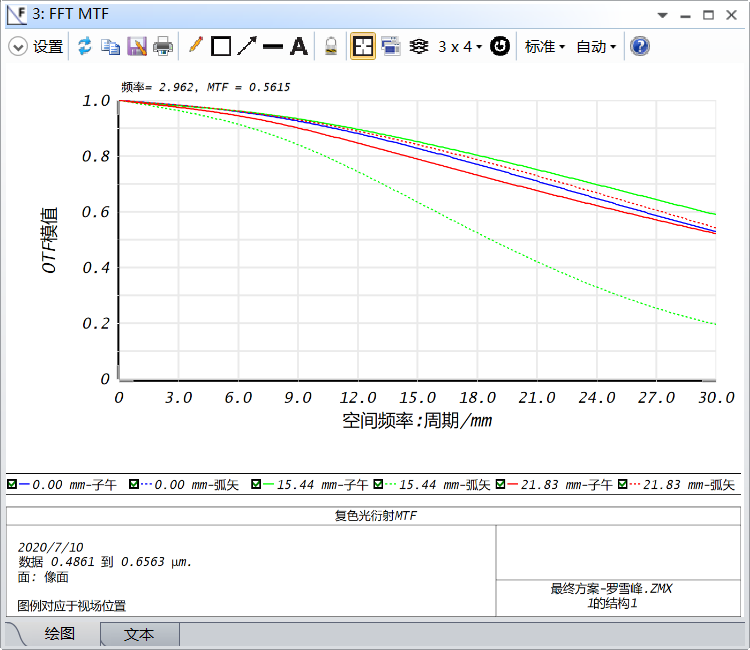 3: FFT MTF
设置
3 x 4
标准
自动
频率= 2.962, MTF = 0.5615
1.0
0.8
0.6
0.4
0.2
0
OTF模值
0 3.0 6.0 9.0 12.0 15.0 18.0 21.0 24.0 27.0 30.0
空间频率:周期/mm
0.00 mm-子午 0.00 mm-弧矢 15.44 mm-子午 15.44 mm-弧矢 21.83 mm-子午 21.83 mm-弧矢
复色光衍射MTF
2020/7/10
数据 0.4861 到 0.6563 µm.
面: 像面
图例对应于视场位置
最终方案-罗雪峰.ZMX
1的结构1
绘图 文本